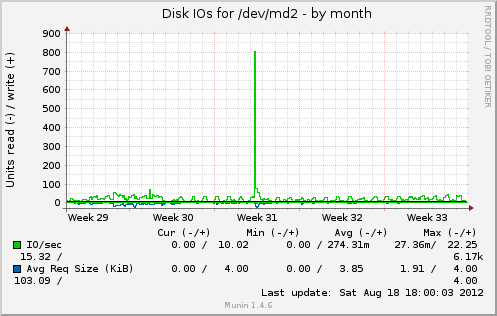 Disk IOs for /dev/md2 - by month
RRDTOOL / TOBI OETIKER
Units read (-) / write (+)
900
800
700
600
500
400
300
200
100
0
Week 29 Week 30 Week 31 Week 32 Week 33
Cur (-/+) Min (-/+) Avg (-/+) Max (-/+)
IO/sec 0.00 / 10.02 0.00 / 274.31m 27.36m/ 22.25
15.32 / 6.17k
Avg Req Size (KiB) 0.00 / 4.00 0.00 / 3.85 1.91 / 4.00
103.09 / 4.00
Last update: Sat Aug 18 18:00:03 2012
Munin 1.4.6